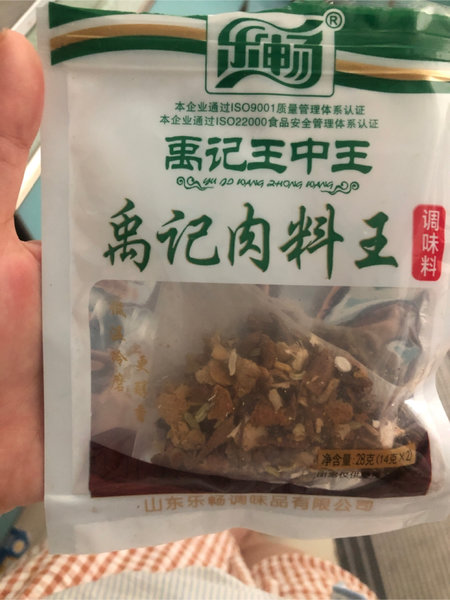 乐畅®
本企业通过ISO9001质量管理体系认证
本企业通过ISO22000食品安全管理体系认证
禹记王中王
YU JI WANG ZHONG WANG
禹记肉料王
调味料
净含量:28克(14克×2)
山东乐畅调味品有限公司